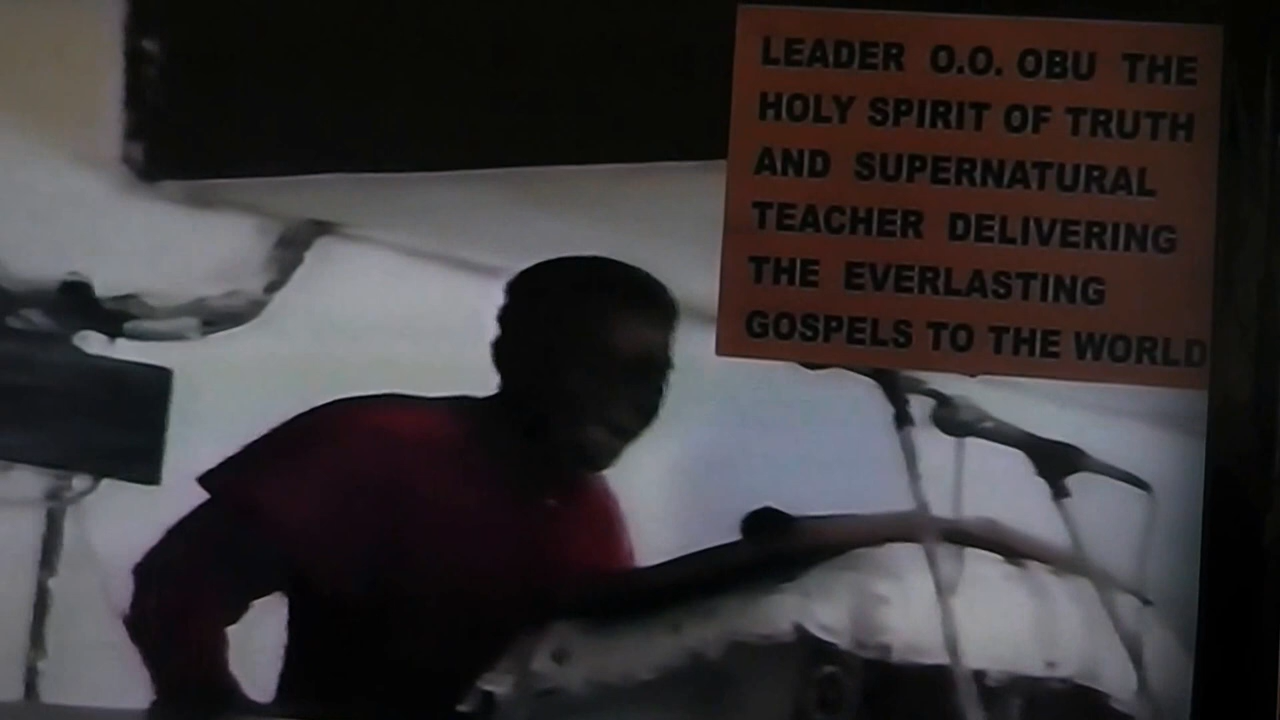 LEADER O.O. OBU THE
HOLY SPIRIT OF TRUTH
AND SUPERNATURAL
TEACHER DELIVERING
THE EVERLASTING
GOSPELS TO THE WORLD